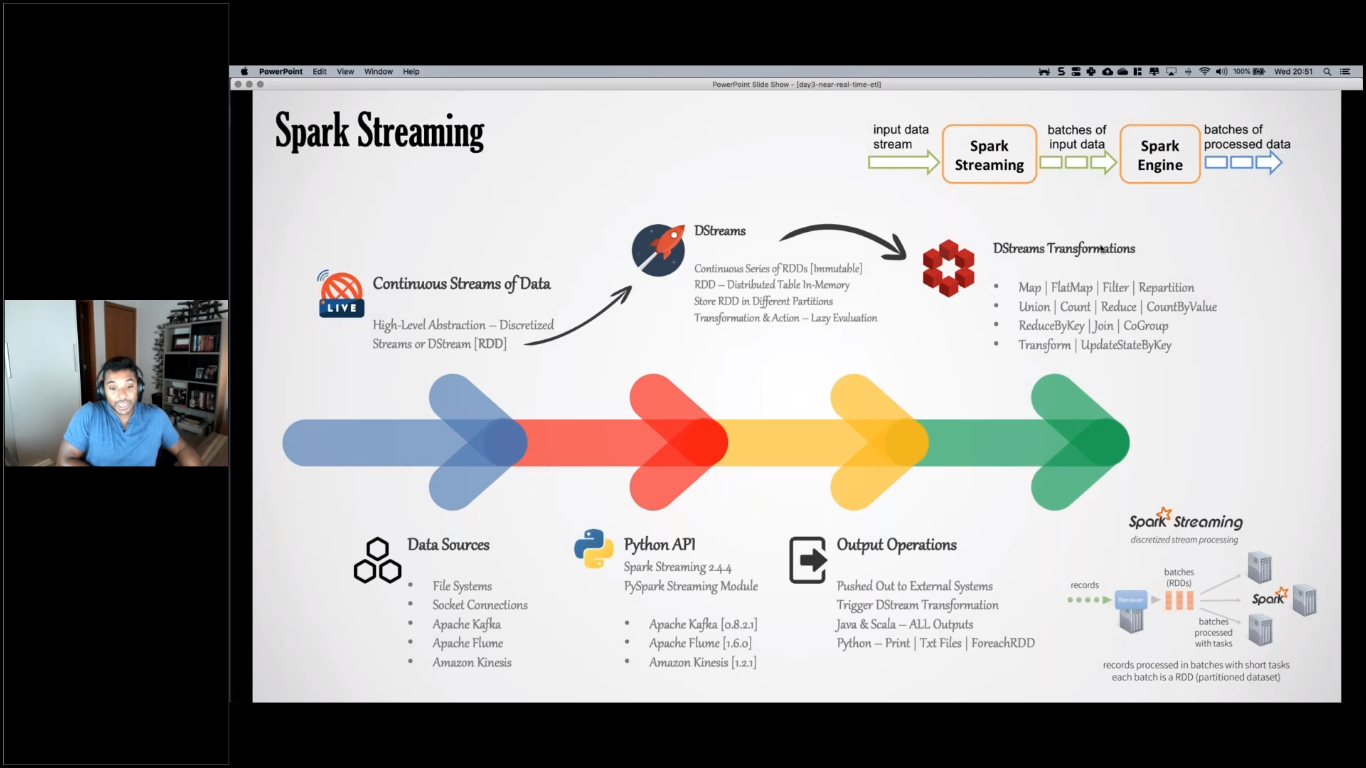 PowerPoint Edit View Window Help
100% Wed 20:51
PowerPoint Slide Show - [day3-near-real-time-etl]
Spark Streaming
input data
stream
Spark
Streaming
batches of
input data
Spark
Engine
batches of
processed data
LIVE
Continuous Streams of Data
High-Level Abstraction – Discretized
Streams or DStream [RDD]
DStreams
Continuous Series of RDDs [Immutable]
RDD – Distributed Table In-Memory
Store RDD in Different Partitions
Transformation & Action – Lazy Evaluation
DStreams Transformations
• Map | FlatMap | Filter | Repartition
• Union | Count | Reduce | CountByValue
• ReduceByKey | Join | CoGroup
• Transform | UpdateStateByKey
Data Sources
• File Systems
• Socket Connections
• Apache Kafka
• Apache Flume
• Amazon Kinesis
Python API
Spark Streaming 2.4.4
PySpark Streaming Module
• Apache Kafka [0.8.2.1]
• Apache Flume [1.6.0]
• Amazon Kinesis [1.2.1]
Output Operations
Pushed Out to External Systems
Trigger DStream Transformation
Java & Scala – ALL Outputs
Python – Print | Txt Files | ForeachRDD
Spark Streaming
discretized stream processing
records
Receiver
batches
(RDDs)
Spark
batches
processed
with tasks
records processed in batches with short tasks
each batch is a RDD (partitioned dataset)